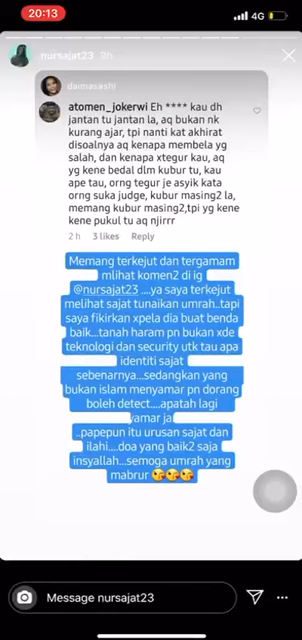 20:13
4G
nursajat23 9h
daimasashi
atomen_jokerwi Eh **** kau dh
jantan tu jantan la, aq bukan nk
kurang ajar, tpi nanti kat akhirat
disoalnya aq kenapa membela yg
salah, dan kenapa xtegur kau, aq
yg kene bedal dlm kubur tu, kau
ape tau, orng tegur je asyik kata
orng suka judge, kubur masing2 la,
memang kubur masing2,tpi yg kene
kene pukul tu aq njirrr
2 h 3 likes Reply
Memang terkejut dan tergamam
mlihat komen2 di ig
@nursajat23 ....ya saya terkejut
melihat sajat tunaikan umrah..tapi
saya fikirkan xpela dia buat benda
baik...tanah haram pn bukan xde
teknologi dan security utk tau apa
identiti sajat
sebenarnya...sedangkan yang
bukan islam menyamar pn dorang
boleh detect....apatah lagi
yamar ja
..papepun itu urusan sajat dan
ilahi....doa yang baik2 saja
insyallah...semoga umrah yang
mabrur 😘😘😘
Message nursajat23